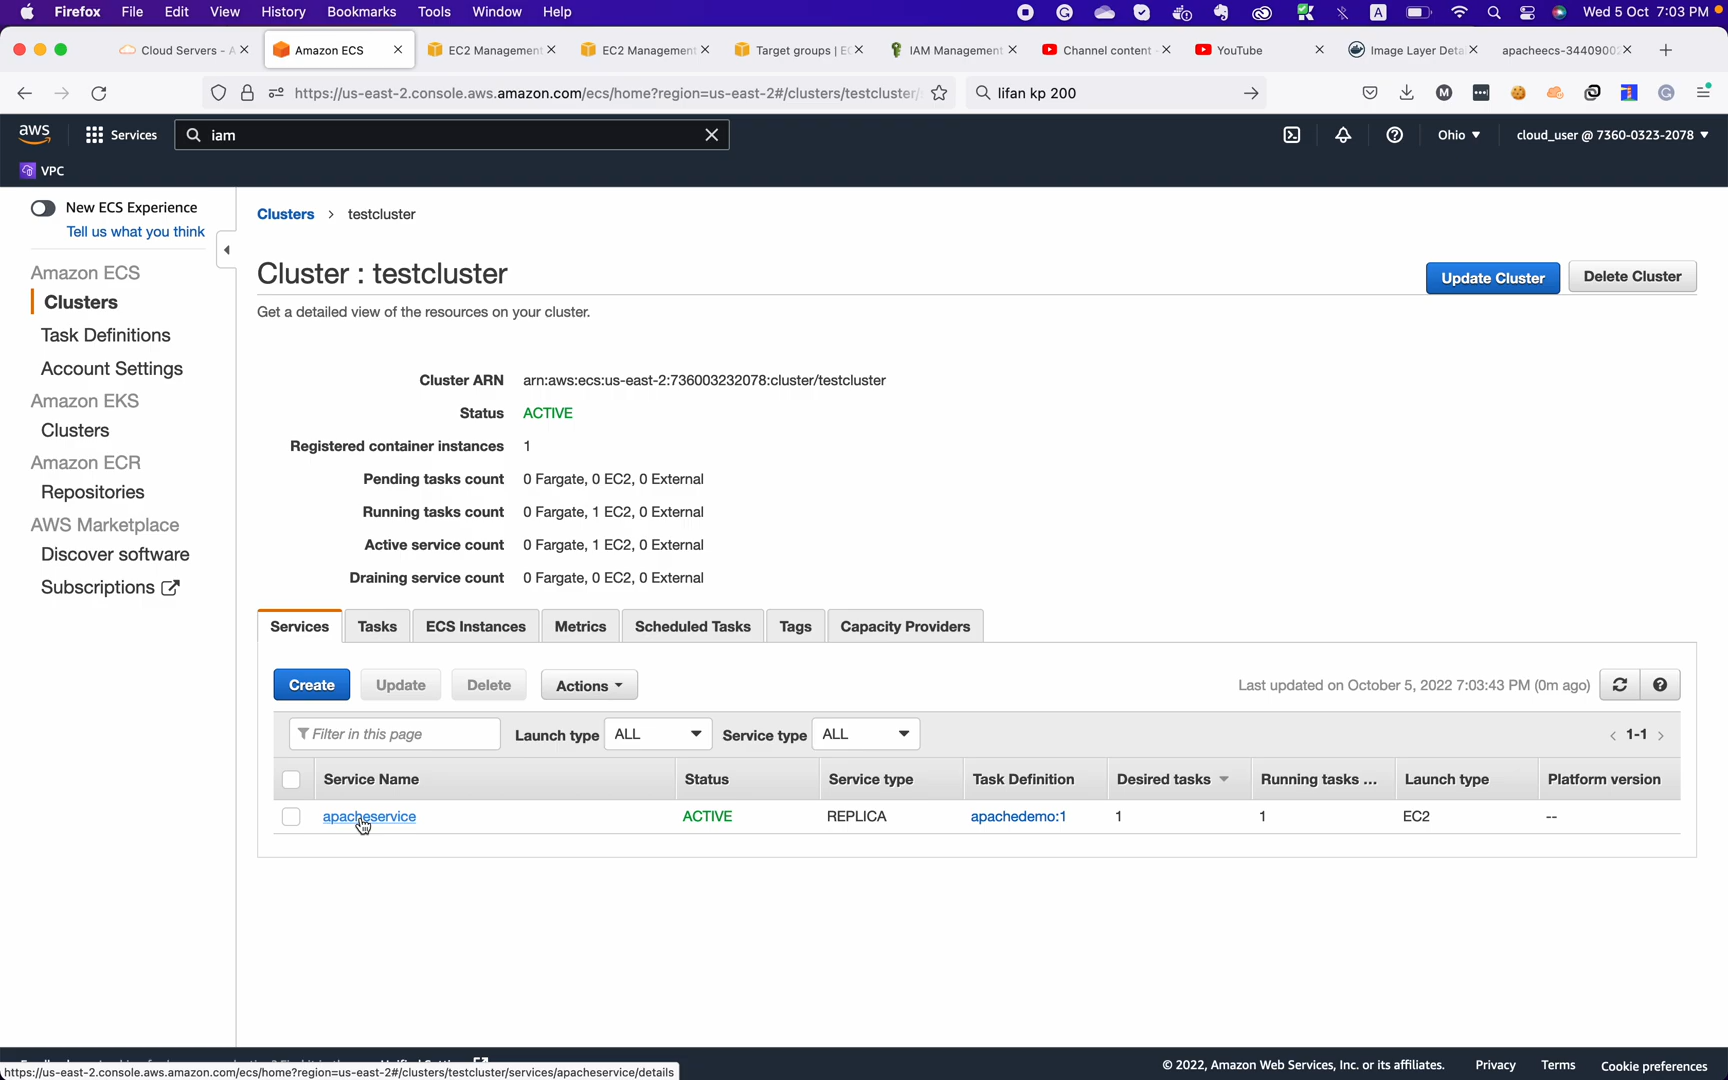 Firefox File Edit View History Bookmarks Tools Window Help A Wed 5 Oct 7:03 PM
Cloud Servers - A Amazon ECS EC2 Management EC2 Management Target groups | EC IAM Management Channel content - YouTube Image Layer Deta apacheecs-34409002
https://us-east-2.console.aws.amazon.com/ecs/home?region=us-east-2#/clusters/testcluster/ lifan kp 200
aws Services iam Ohio cloud_user @ 7360-0323-2078
VPC
New ECS Experience
Tell us what you think
Amazon ECS
Clusters
Task Definitions
Account Settings
Amazon EKS
Clusters
Amazon ECR
Repositories
AWS Marketplace
Discover software
Subscriptions
Clusters > testcluster
Cluster : testcluster
Update Cluster Delete Cluster
Get a detailed view of the resources on your cluster.
Cluster ARN arn:aws:ecs:us-east-2:736003232078:cluster/testcluster
Status ACTIVE
Registered container instances 1
Pending tasks count 0 Fargate, 0 EC2, 0 External
Running tasks count 0 Fargate, 1 EC2, 0 External
Active service count 0 Fargate, 1 EC2, 0 External
Draining service count 0 Fargate, 0 EC2, 0 External
Services Tasks ECS Instances Metrics Scheduled Tasks Tags Capacity Providers
Create Update Delete Actions Last updated on October 5, 2022 7:03:43 PM (0m ago)
Filter in this page Launch type ALL Service type ALL < 1-1 >
Service Name Status Service type Task Definition Desired tasks Running tasks ... Launch type Platform version
apacheservice ACTIVE REPLICA apachedemo:1 1 1 EC2 --
© 2022, Amazon Web Services, Inc. or its affiliates. Privacy Terms Cookie preferences
https://us-east-2.console.aws.amazon.com/ecs/home?region=us-east-2#/clusters/testcluster/services/apacheservice/details